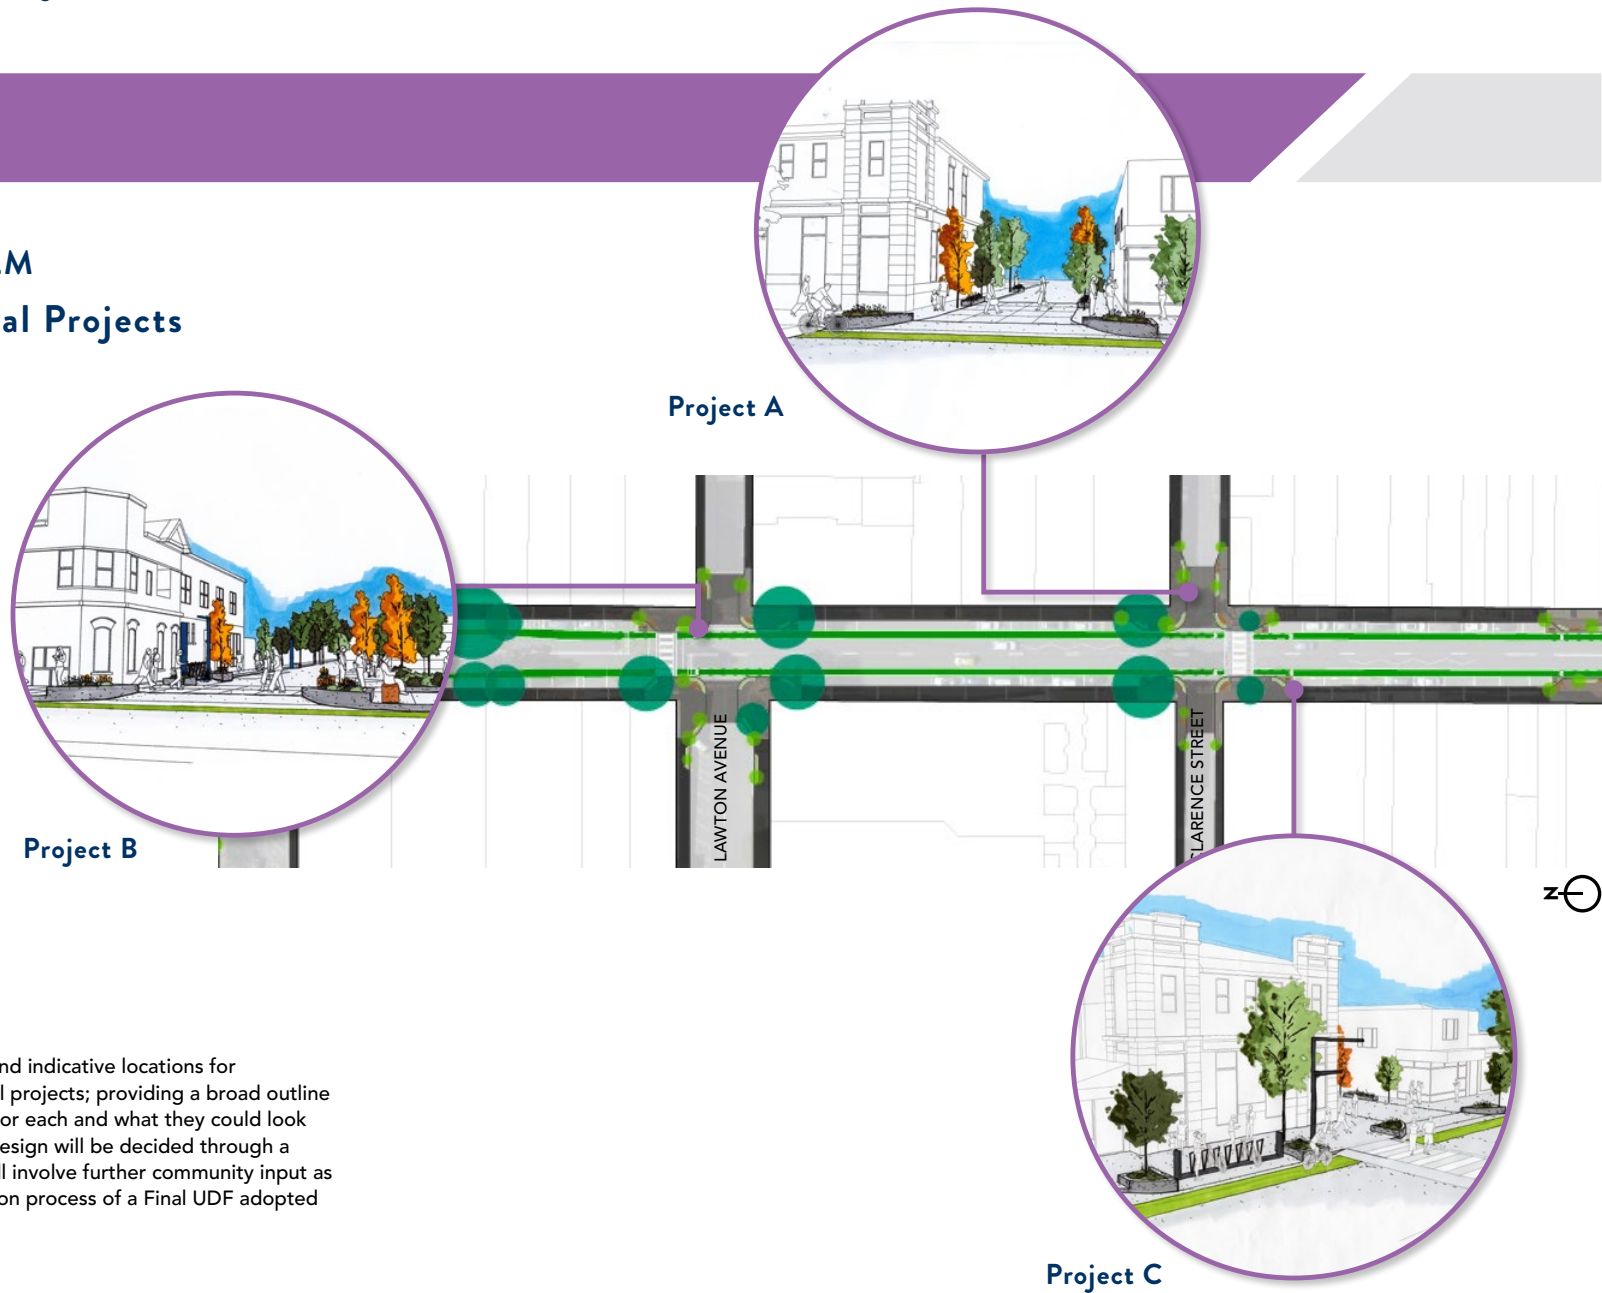 al Projects
Project A
Project B
LAWTON AVENUE
CLARENCE STREET
Z
nd indicative locations for
l projects; providing a broad outline
or each and what they could look
esign will be decided through a
ll involve further community input as
on process of a Final UDF adopted
Project C